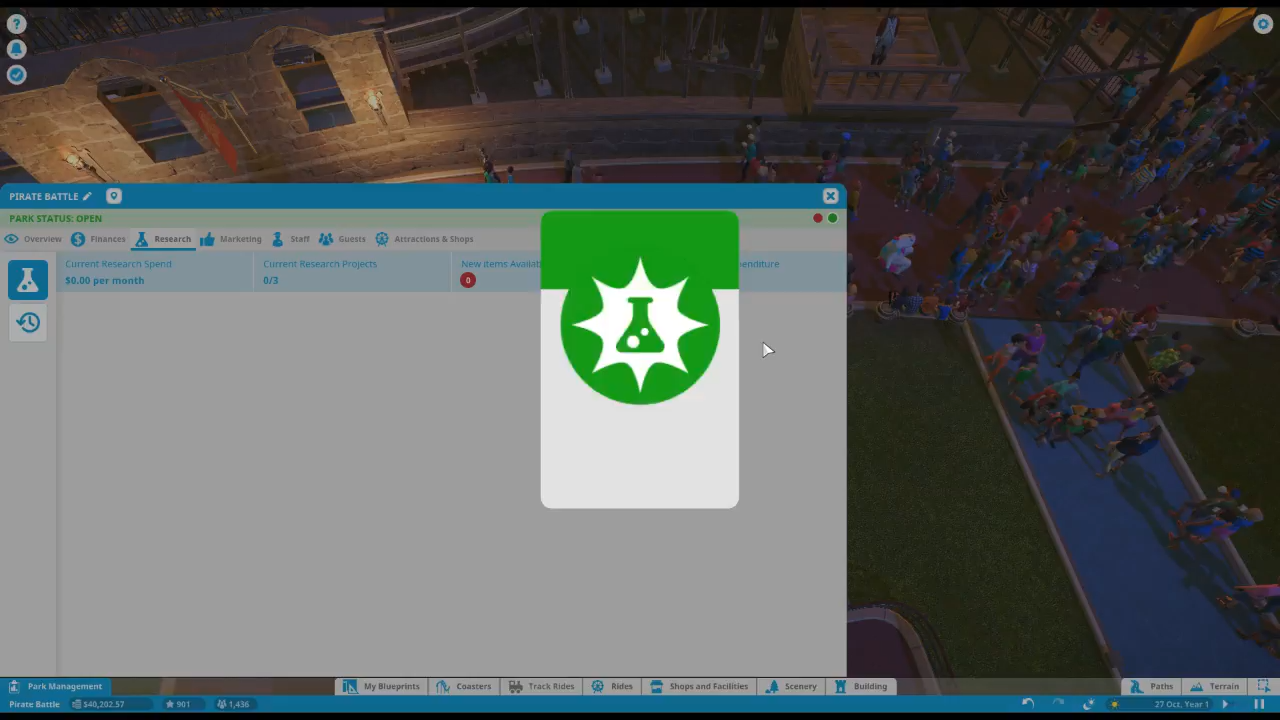 ?
PIRATE BATTLE
PARK STATUS: OPEN
Overview Finances Research Marketing Staff Guests Attractions & Shops
Current Research Spend Current Research Projects New Items Availab enditure
$0.00 per month 0/3 0
Park Management My Blueprints Coasters Track Rides Rides Shops and Facilities Scenery Building Paths Terrain
Pirate Battle $40,202.57 901 1,436 27 Oct, Year 1